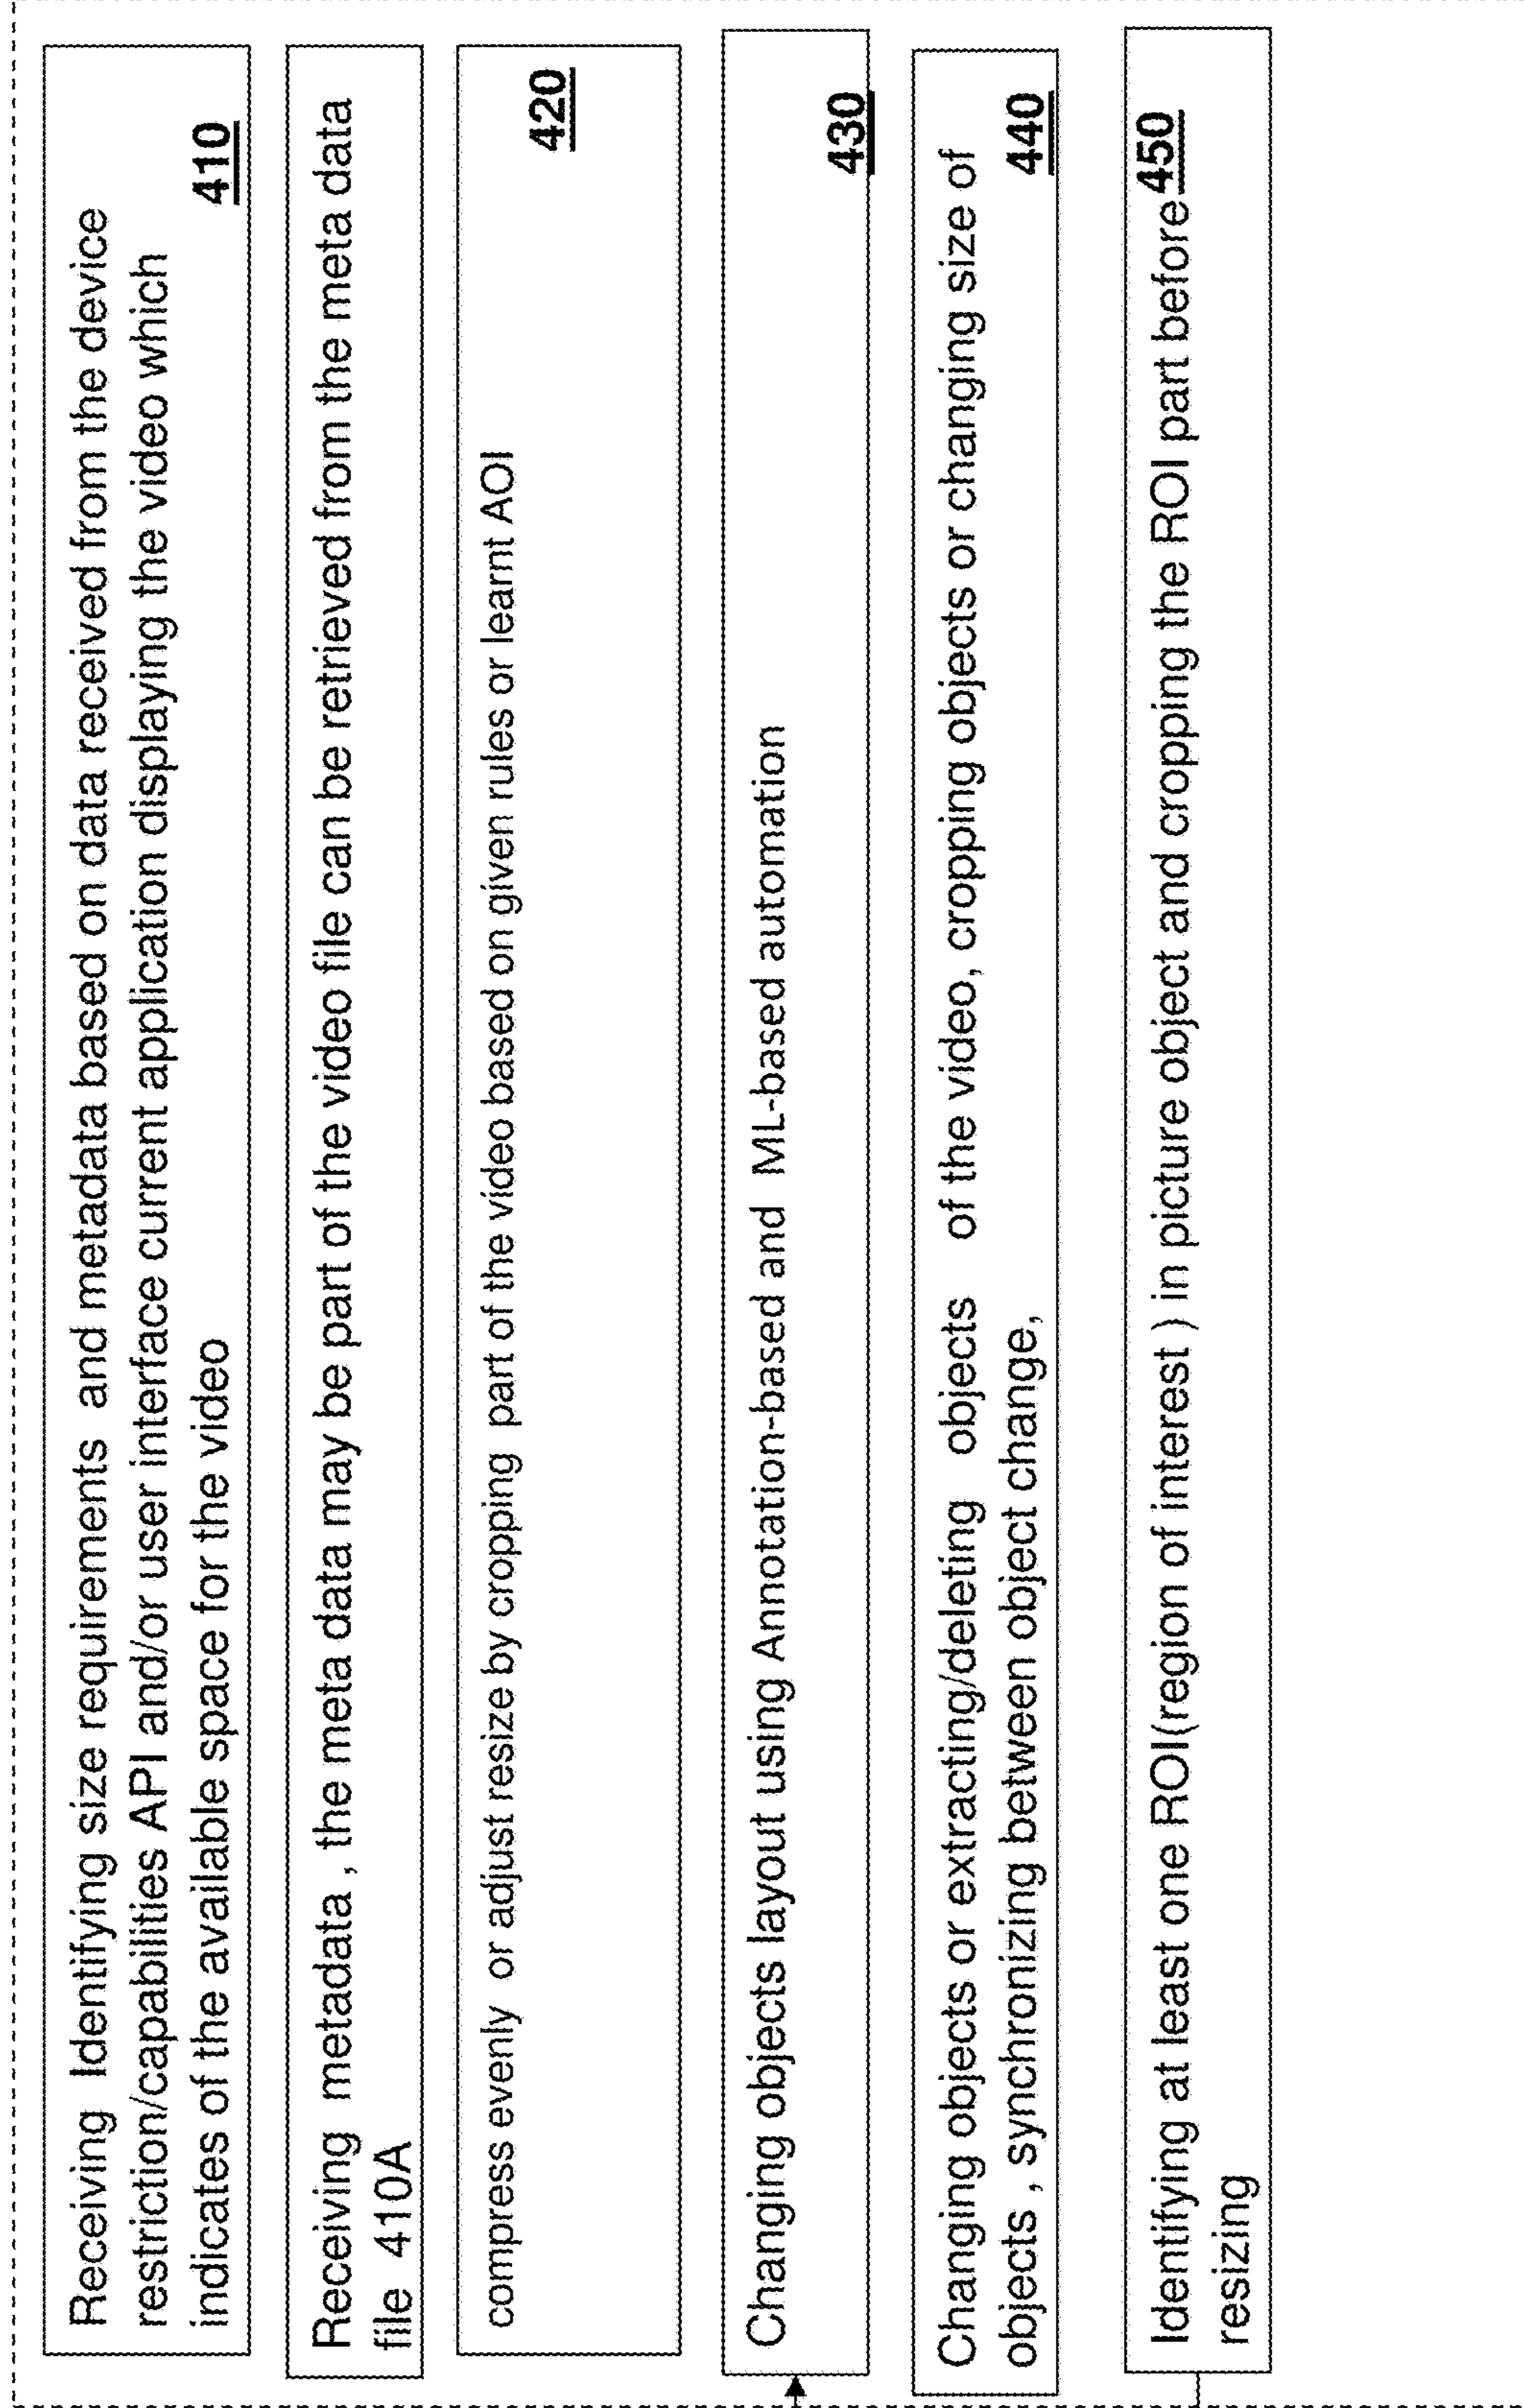 Receiving Identifying size requirements and metadata based on data received from the device
restriction/capabilities API and/or user interface current application displaying the video which
indicates of the available space for the video
410
Receiving metadata , the meta data may be part of the video file can be retrieved from the meta data
file 410A
compress evenly or adjust resize by cropping part of the video based on given rules or learnt AOI
420
Changing objects layout using Annotation-based and ML-based automation
430
Changing objects or extracting/deleting objects of the video, cropping objects or changing size of
objects , synchronizing between object change,
440
Identifying at least one ROI(region of interest ) in picture object and cropping the ROI part before
450
resizing